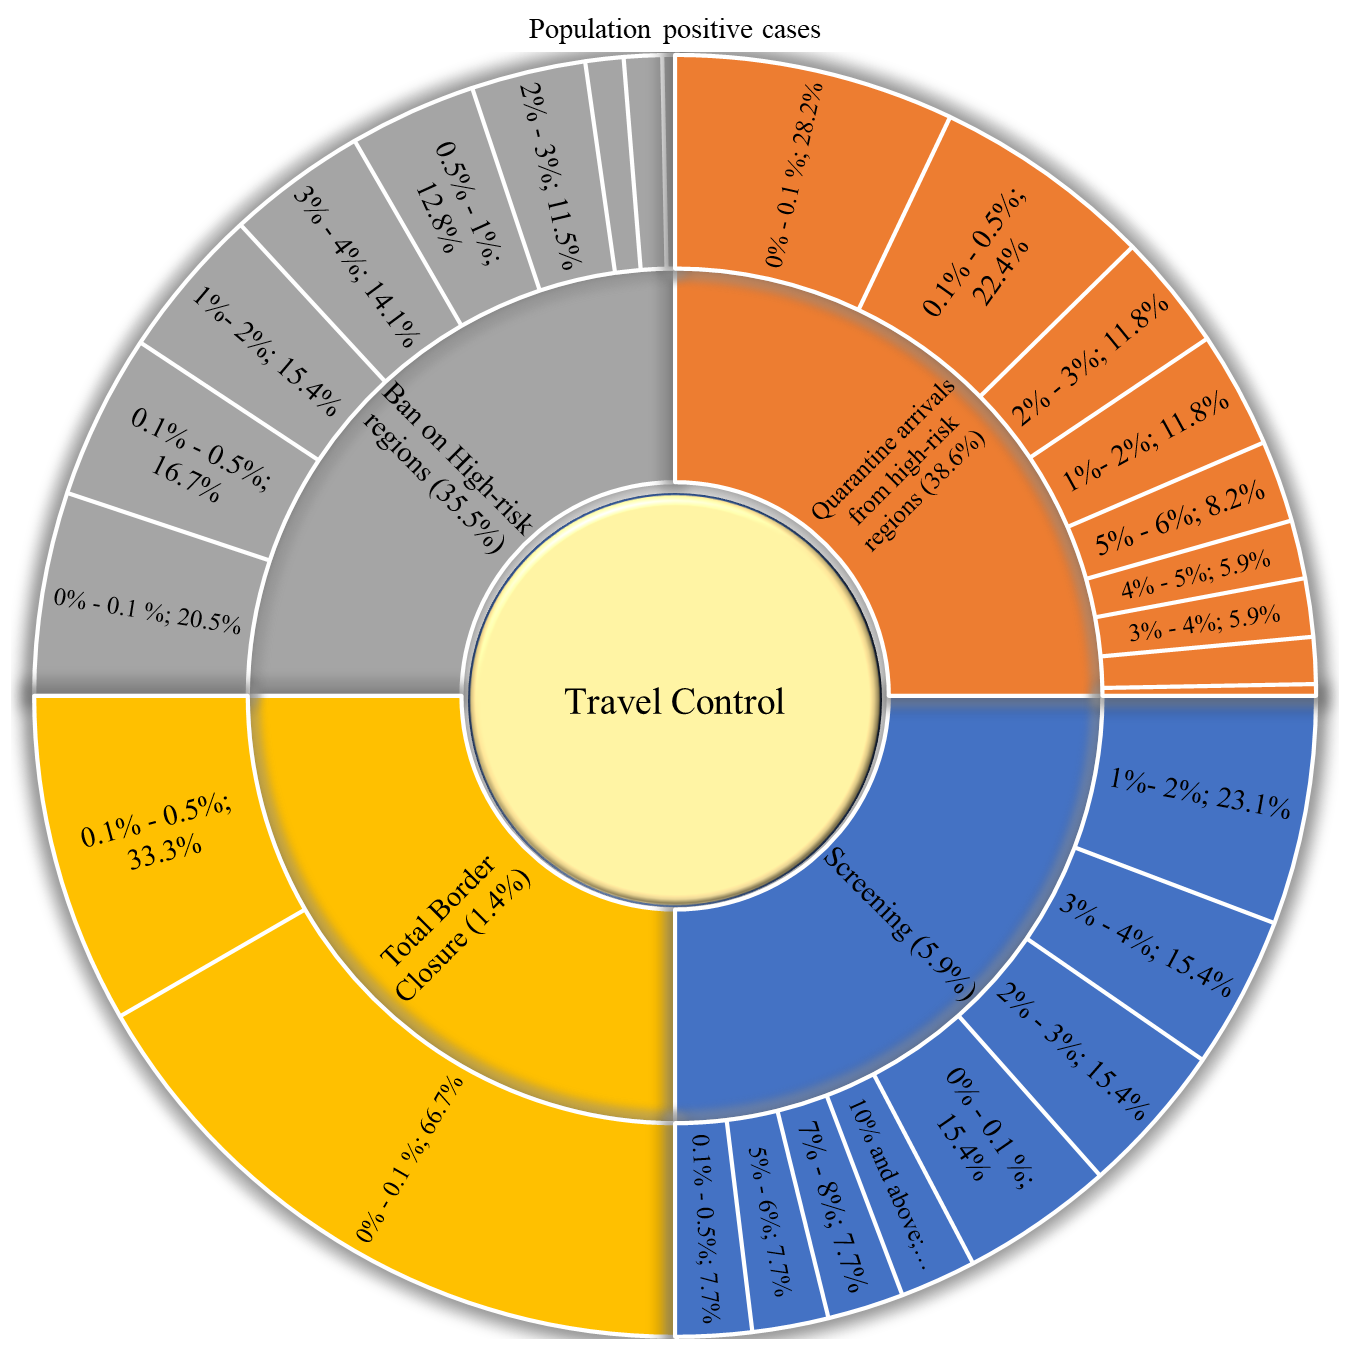 Population positive cases
0% - 0.1 %; 28.2%
0.1% - 0.5%;
22.4%
2% - 3%; 11.8%
1%- 2%; 11.8%
5% - 6%; 8.2%
4% - 5%; 5.9%
3% - 4%; 5.9%
Quarantine arrivals
from high-risk
regions (38.6%)
1%- 2%; 23.1%
3% - 4%; 15.4%
2% - 3%; 15.4%
0% - 0.1 %;
15.4%
10% and above;…
7% - 8%; 7.7%
5% - 6%; 7.7%
0.1% - 0.5%; 7.7%
Screening (5.9%)
0% - 0.1 %; 66.7%
0.1% - 0.5%;
33.3%
Total Border
Closure (1.4%)
0% - 0.1 %; 20.5%
0.1% - 0.5%;
16.7%
1%- 2%; 15.4%
3% - 4%; 14.1%
0.5% - 1%;
12.8%
2% - 3%; 11.5%
Ban on High-risk
regions (35.5%)
Travel Control